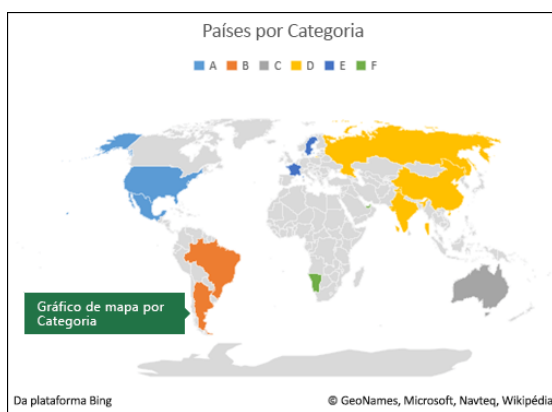 Países por Categoria
A B C D E F
Gráfico de mapa por
Categoria
Da plataforma Bing
© GeoNames, Microsoft, Navteq, Wikipédia